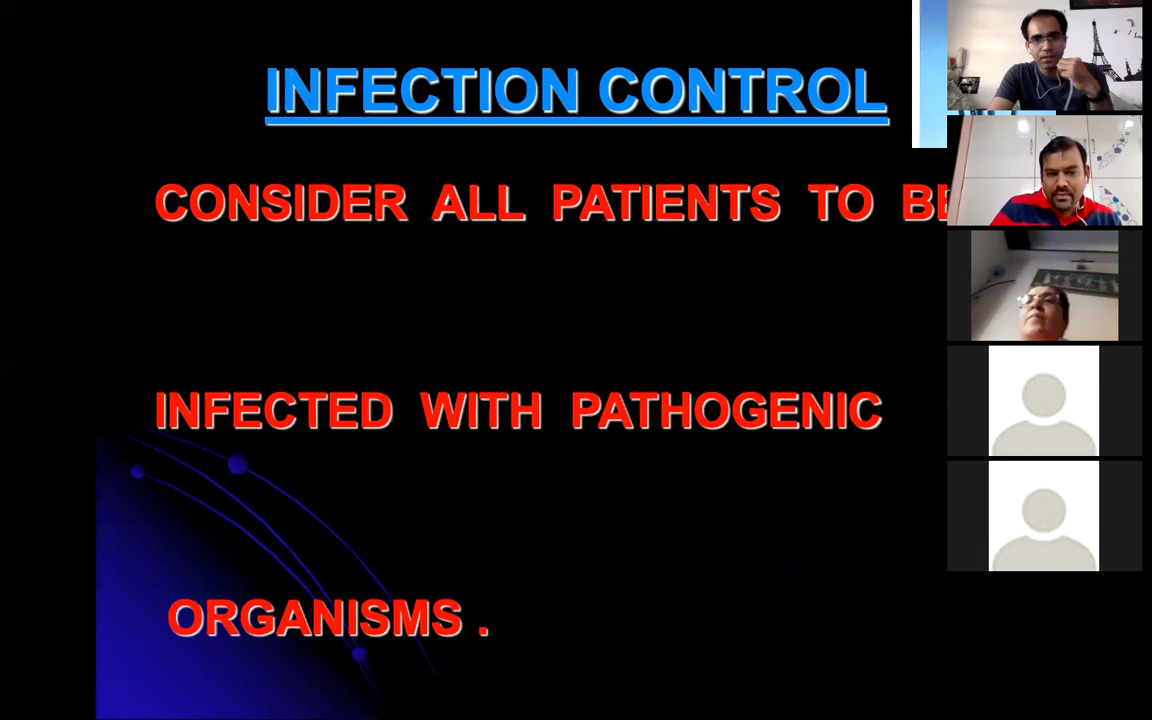 INFECTION CONTROL
CONSIDER ALL PATIENTS TO BE
INFECTED WITH PATHOGENIC
ORGANISMS .